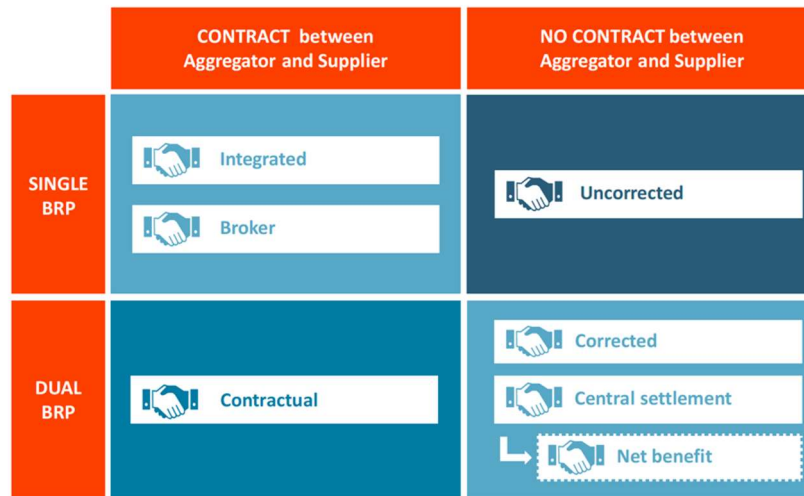 CONTRACT between
Aggregator and Supplier
NO CONTRACT between
Aggregator and Supplier
SINGLE
BRP
Integrated
Broker
Uncorrected
DUAL
BRP
Contractual
Corrected
Central settlement
Net benefit